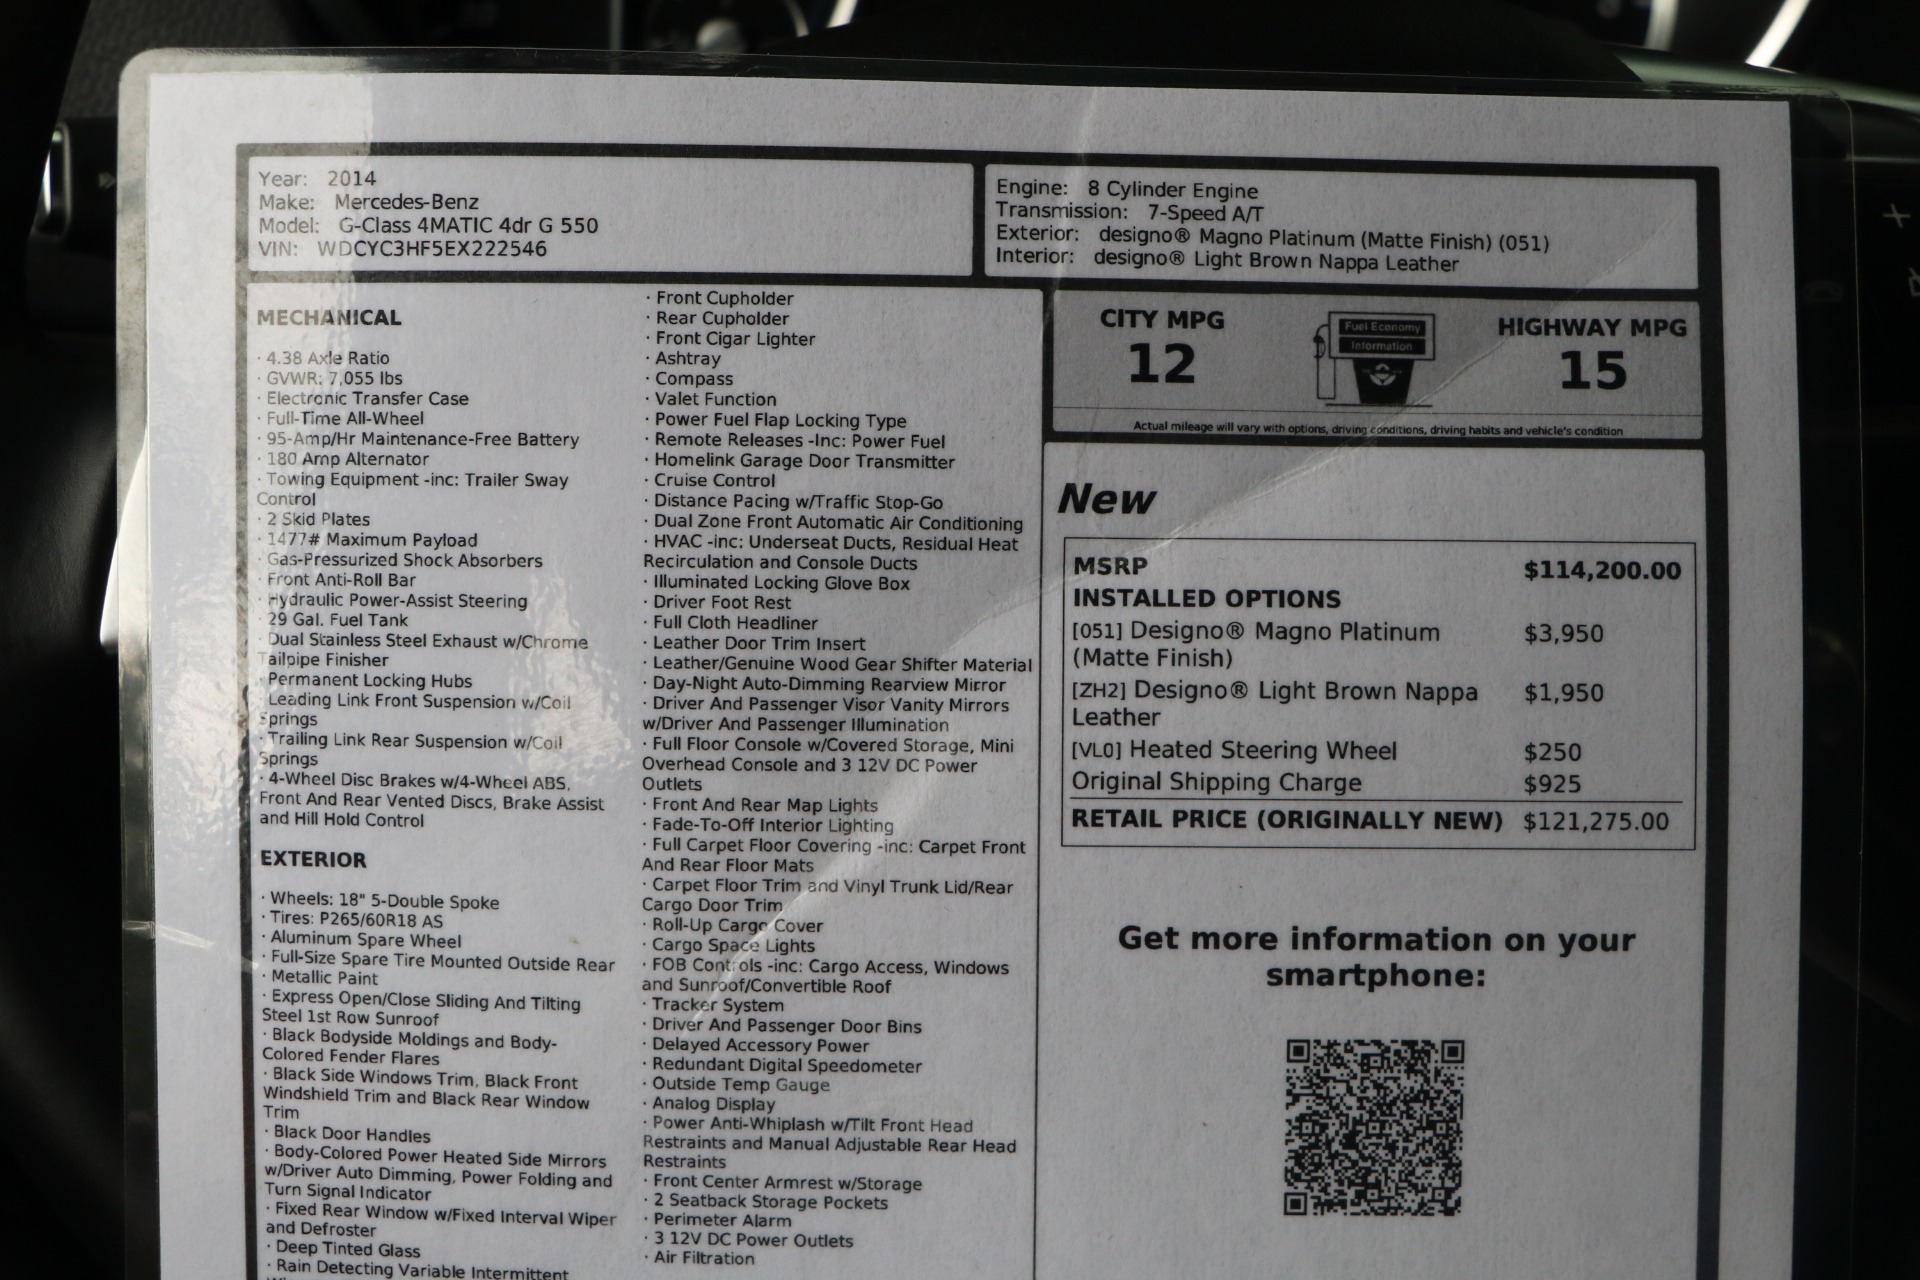 Year: 2014
Make: Mercedes-Benz
Model: G-Class 4MATIC 4dr G 550
VIN: WDCYC3HF5EX222546
Engine: 8 Cylinder Engine
Transmission: 7-Speed A/T
Exterior: designo® Magno Platinum (Matte Finish) (051)
Interior: designo® Light Brown Nappa Leather
MECHANICAL
· 4.38 Axle Ratio
· GVWR: 7,055 lbs
· Electronic Transfer Case
· Full-Time All-Wheel
· 95-Amp/Hr Maintenance-Free Battery
· 180 Amp Alternator
· Towing Equipment -inc: Trailer Sway
Control
· 2 Skid Plates
· 1477# Maximum Payload
· Gas-Pressurized Shock Absorbers
· Front Anti-Roll Bar
· Hydraulic Power-Assist Steering
· 29 Gal. Fuel Tank
· Dual Stainless Steel Exhaust w/Chrome
Tailpipe Finisher
· Permanent Locking Hubs
· Leading Link Front Suspension w/Coil
Springs
· Trailing Link Rear Suspension w/Coil
Springs
· 4-Wheel Disc Brakes w/4-Wheel ABS,
Front And Rear Vented Discs, Brake Assist
and Hill Hold Control
EXTERIOR
· Wheels: 18" 5-Double Spoke
· Tires: P265/60R18 AS
· Aluminum Spare Wheel
· Full-Size Spare Tire Mounted Outside Rear
· Metallic Paint
· Express Open/Close Sliding And Tilting
Steel 1st Row Sunroof
· Black Bodyside Moldings and Body-
Colored Fender Flares
· Black Side Windows Trim, Black Front
Windshield Trim and Black Rear Window
Trim
· Black Door Handles
· Body-Colored Power Heated Side Mirrors
w/Driver Auto Dimming, Power Folding and
Turn Signal Indicator
· Fixed Rear Window w/Fixed Interval Wiper
and Defroster
· Deep Tinted Glass
· Rain Detecting Variable Intermittent
· Front Cupholder
· Rear Cupholder
· Front Cigar Lighter
· Ashtray
· Compass
· Valet Function
· Power Fuel Flap Locking Type
· Remote Releases -Inc: Power Fuel
· Homelink Garage Door Transmitter
· Cruise Control
· Distance Pacing w/Traffic Stop-Go
· Dual Zone Front Automatic Air Conditioning
· HVAC -inc: Underseat Ducts, Residual Heat
Recirculation and Console Ducts
· Illuminated Locking Glove Box
· Driver Foot Rest
· Full Cloth Headliner
· Leather Door Trim Insert
· Leather/Genuine Wood Gear Shifter Material
· Day-Night Auto-Dimming Rearview Mirror
· Driver And Passenger Visor Vanity Mirrors
w/Driver And Passenger Illumination
· Full Floor Console w/Covered Storage, Mini
Overhead Console and 3 12V DC Power
Outlets
· Front And Rear Map Lights
· Fade-To-Off Interior Lighting
· Full Carpet Floor Covering -inc: Carpet Front
And Rear Floor Mats
· Carpet Floor Trim and Vinyl Trunk Lid/Rear
Cargo Door Trim
· Roll-Up Cargo Cover
· Cargo Space Lights
· FOB Controls -inc: Cargo Access, Windows
and Sunroof/Convertible Roof
· Tracker System
· Driver And Passenger Door Bins
· Delayed Accessory Power
· Redundant Digital Speedometer
· Outside Temp Gauge
· Analog Display
· Power Anti-Whiplash w/Tilt Front Head
Restraints and Manual Adjustable Rear Head
Restraints
· Front Center Armrest w/Storage
· 2 Seatback Storage Pockets
· Perimeter Alarm
· 3 12V DC Power Outlets
· Air Filtration
CITY MPG
12
Fuel Economy
Information
HIGHWAY MPG
15
Actual mileage will vary with options, driving conditions, driving habits and vehicle's condition
New
MSRP $114,200.00
INSTALLED OPTIONS
[051] Designo® Magno Platinum $3,950
(Matte Finish)
[ZH2] Designo® Light Brown Nappa $1,950
Leather
[VL0] Heated Steering Wheel $250
Original Shipping Charge $925
RETAIL PRICE (ORIGINALLY NEW) $121,275.00
Get more information on your
smartphone: